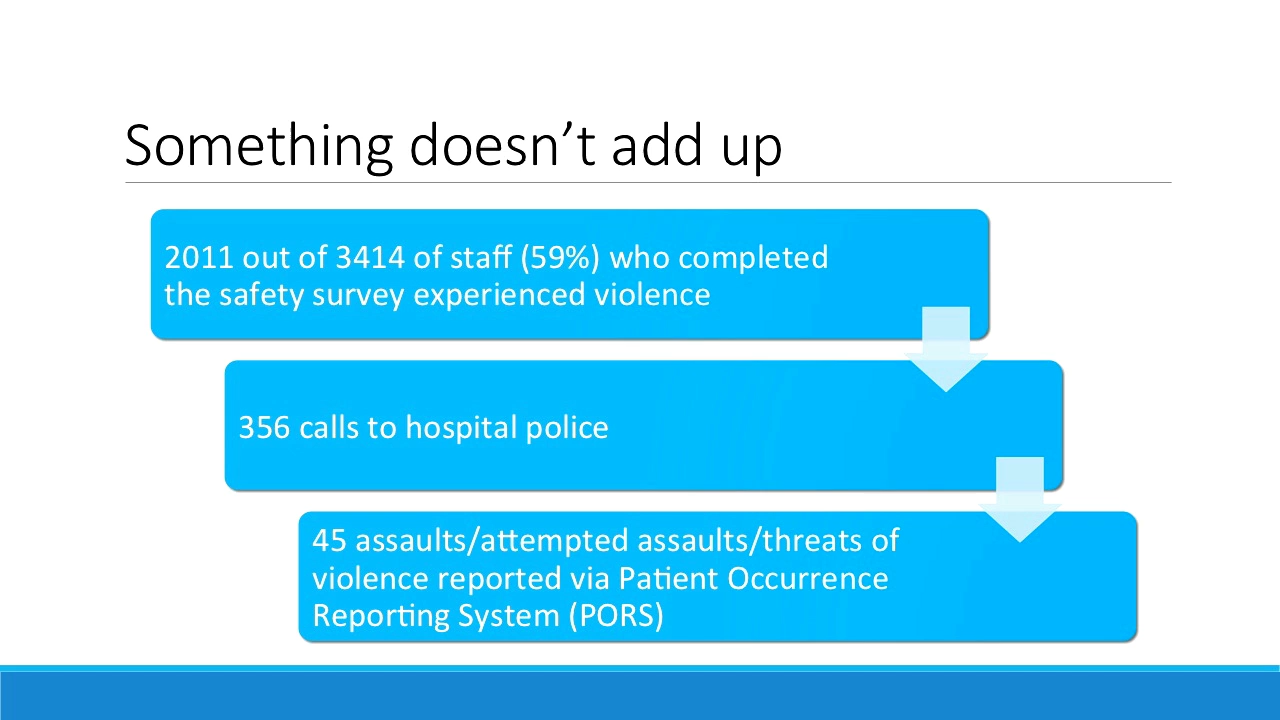 Something doesn’t add up
2011 out of 3414 of staff (59%) who completed
the safety survey experienced violence
356 calls to hospital police
45 assaults/attempted assaults/threats of
violence reported via Patient Occurrence
Reporting System (PORS)